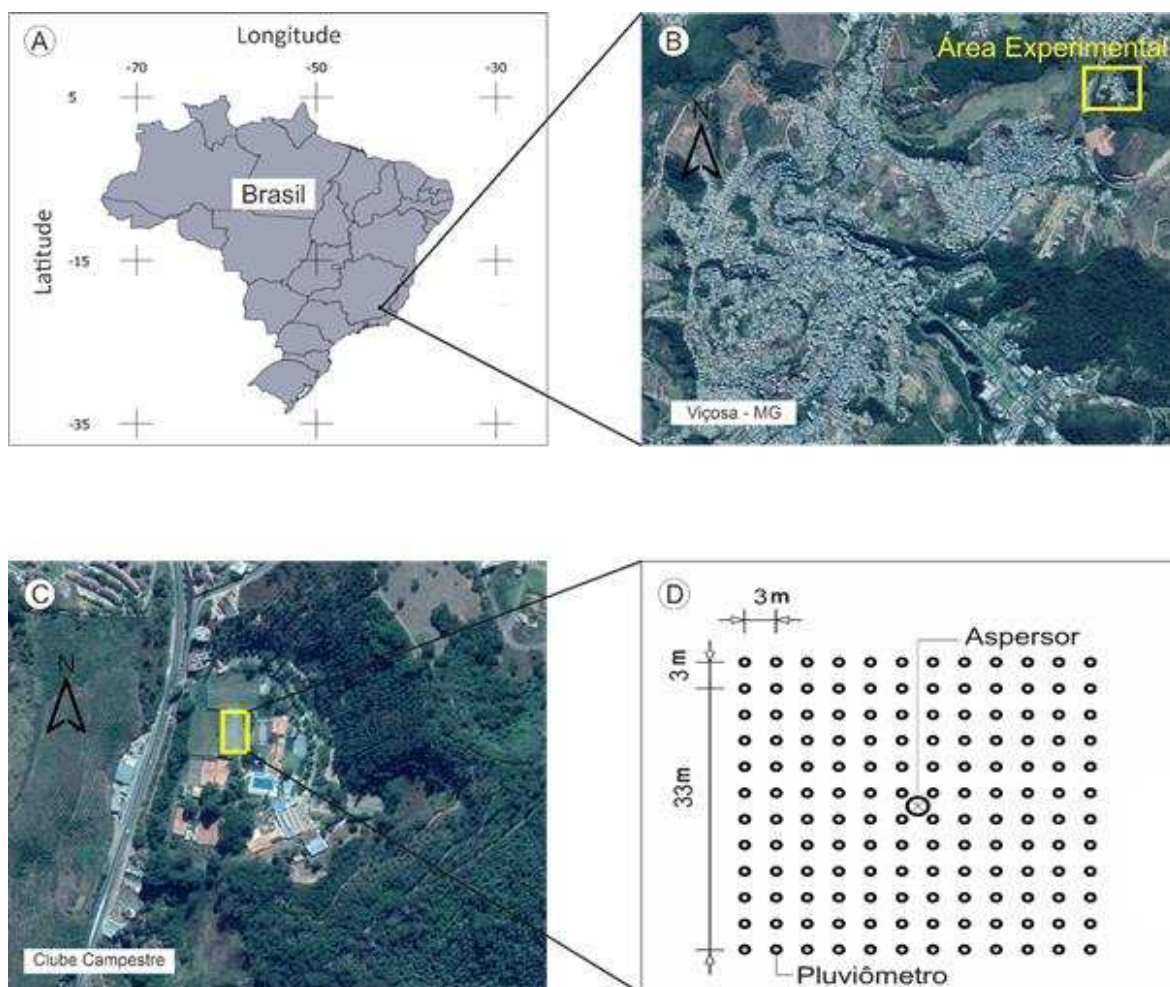 A
Longitude
-70
-50
-30
5
Latitude
Brasil
-15
-35
B
Área Experimental
N
Viçosa - MG
C
N
Clube Campestre
D
3 m
Aspersor
3 m
33m
Pluviômetro